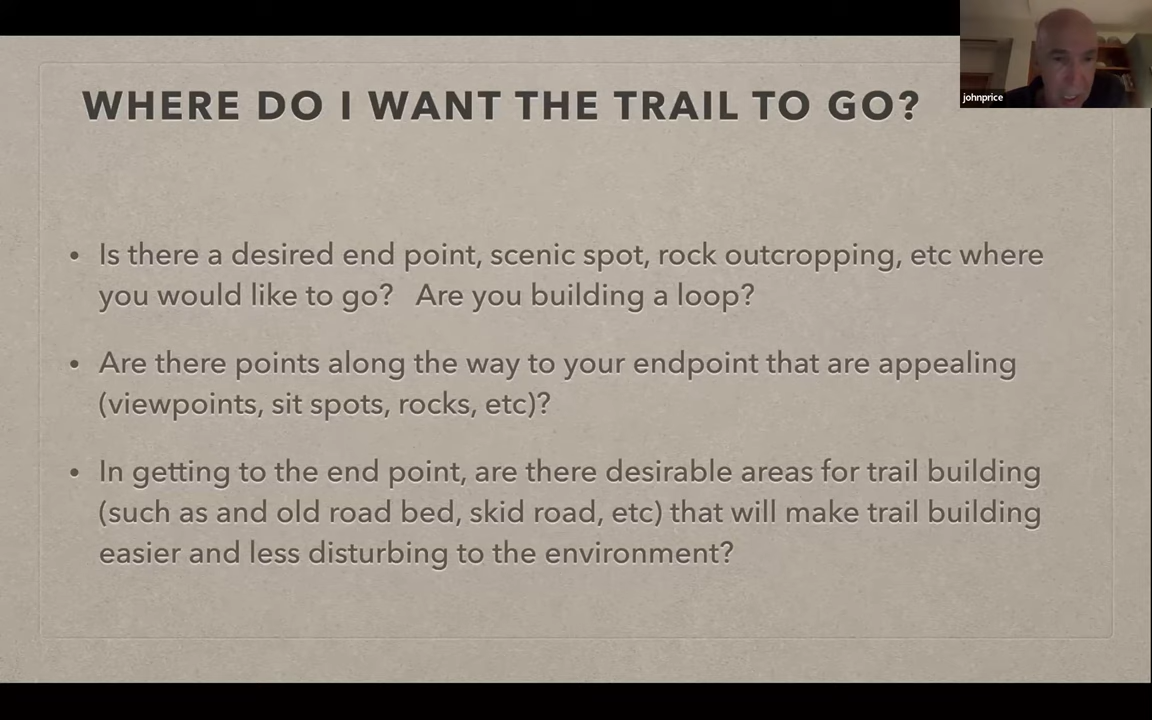 WHERE DO I WANT THE TRAIL TO GO?
johnprice
• Is there a desired end point, scenic spot, rock outcropping, etc where
you would like to go?   Are you building a loop?
• Are there points along the way to your endpoint that are appealing
(viewpoints, sit spots, rocks, etc)?
• In getting to the end point, are there desirable areas for trail building
(such as and old road bed, skid road, etc) that will make trail building
easier and less disturbing to the environment?